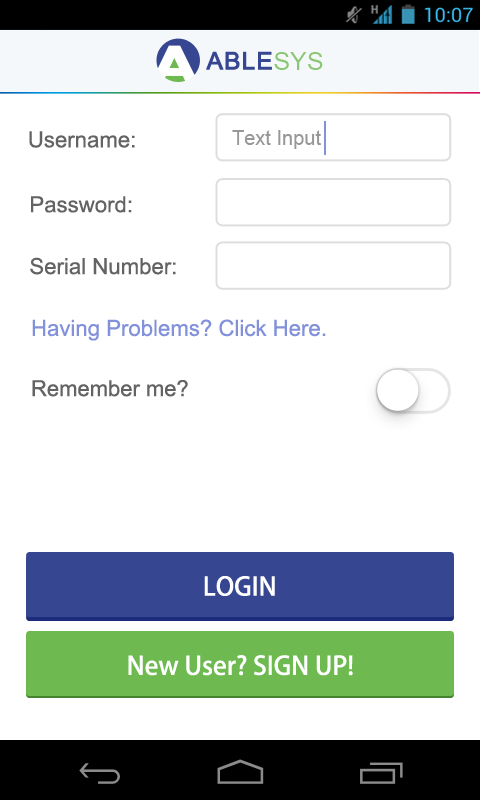 H 10:07
ABLESYS
Username: Text Input
Password:
Serial Number:
Having Problems? Click Here.
Remember me?
LOGIN
New User? SIGN UP!